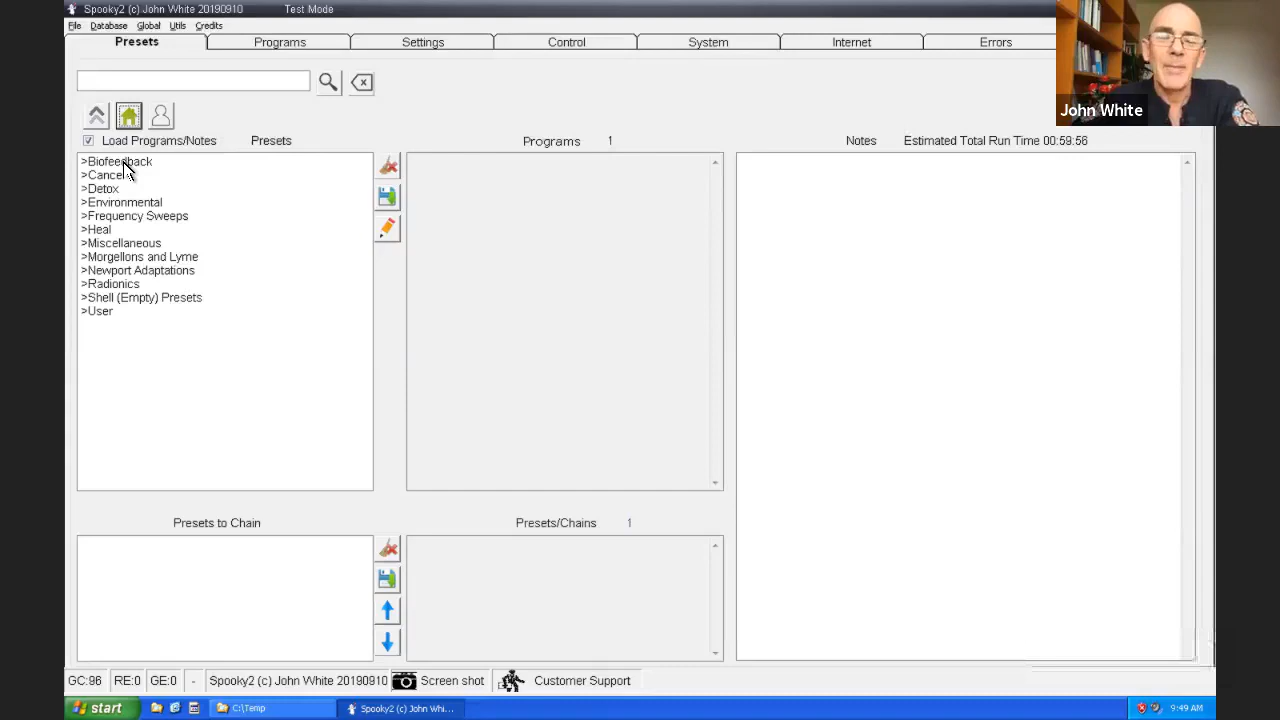 Spooky2 (c) John White 20190910 Test Mode
File Database Global Utils Credits
Presets Programs Settings Control System Internet Errors
John White
Load Programs/Notes Presets Programs 1 Notes Estimated Total Run Time 00:59:56
>Biofeedback
>Cancer
>Detox
>Environmental
>Frequency Sweeps
>Heal
>Miscellaneous
>Morgellons and Lyme
>Newport Adaptations
>Radionics
>Shell (Empty) Presets
>User
Presets to Chain Presets/Chains 1
GC:96 RE:0 GE:0 - Spooky2 (c) John White 20190910 Screen shot Customer Support
start C:\Temp Spooky2 (c) John Whi... 9:49 AM